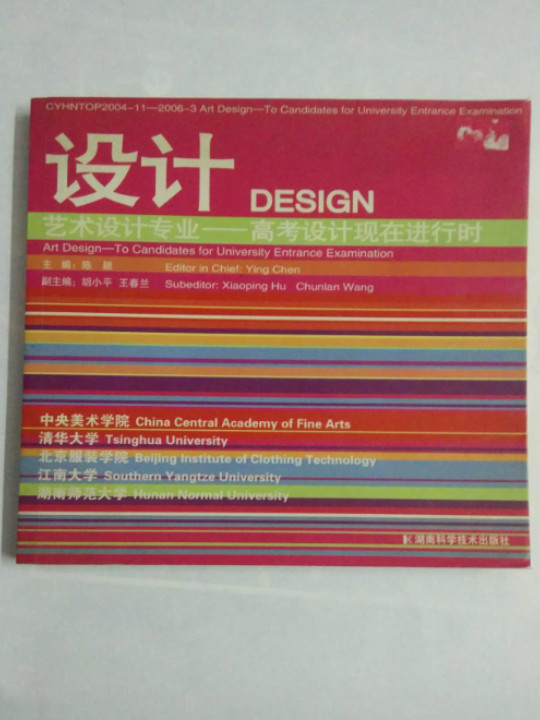 CYHNTOP2004-11—2006-3 Art Design—To Candidates for University Entrance Examination
设计 DESIGN
艺术设计专业——高考设计现在进行时
Art Design—To Candidates for University Entrance Examination
主 编：陈 颖 Editor in Chief: Ying Chen
副主编：胡小平 王春兰 Subeditor: Xiaoping Hu Chunlan Wang
中央美术学院 China Central Academy of Fine Arts
清华大学 Tsinghua University
北京服装学院 Beijing Institute of Clothing Technology
江南大学 Southern Yangtze University
湖南师范大学 Hunan Normal University
湖南科学技术出版社